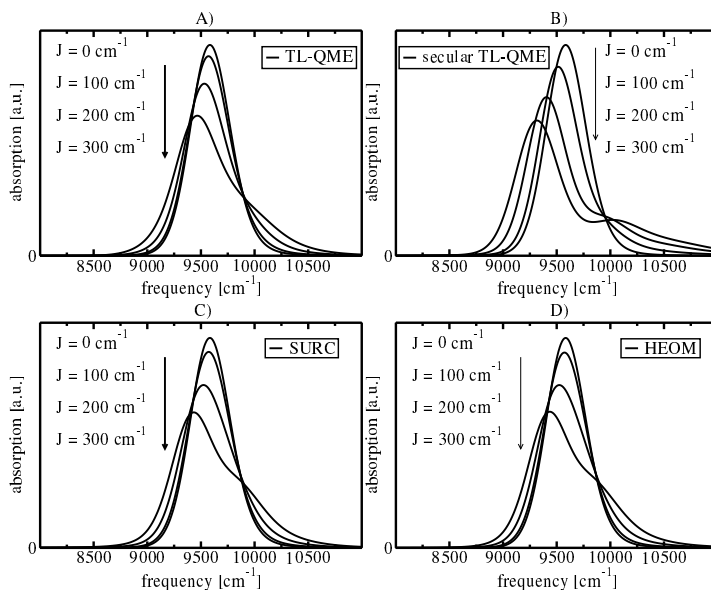 A)
J = 0 cm⁻¹
J = 100 cm⁻¹
J = 200 cm⁻¹
J = 300 cm⁻¹
TL-QME
absorption [a.u.]
0
8500 9000 9500 10000 10500
frequency [cm⁻¹]
B)
secular TL-QME
J = 0 cm⁻¹
J = 100 cm⁻¹
J = 200 cm⁻¹
J = 300 cm⁻¹
absorption [a.u.]
0
8500 9000 9500 10000 10500
frequency [cm⁻¹]
C)
J = 0 cm⁻¹
J = 100 cm⁻¹
J = 200 cm⁻¹
J = 300 cm⁻¹
SURC
absorption [a.u.]
0
8500 9000 9500 10000 10500
frequency [cm⁻¹]
D)
J = 0 cm⁻¹
J = 100 cm⁻¹
J = 200 cm⁻¹
J = 300 cm⁻¹
HEOM
absorption [a.u.]
0
8500 9000 9500 10000 10500
frequency [cm⁻¹]